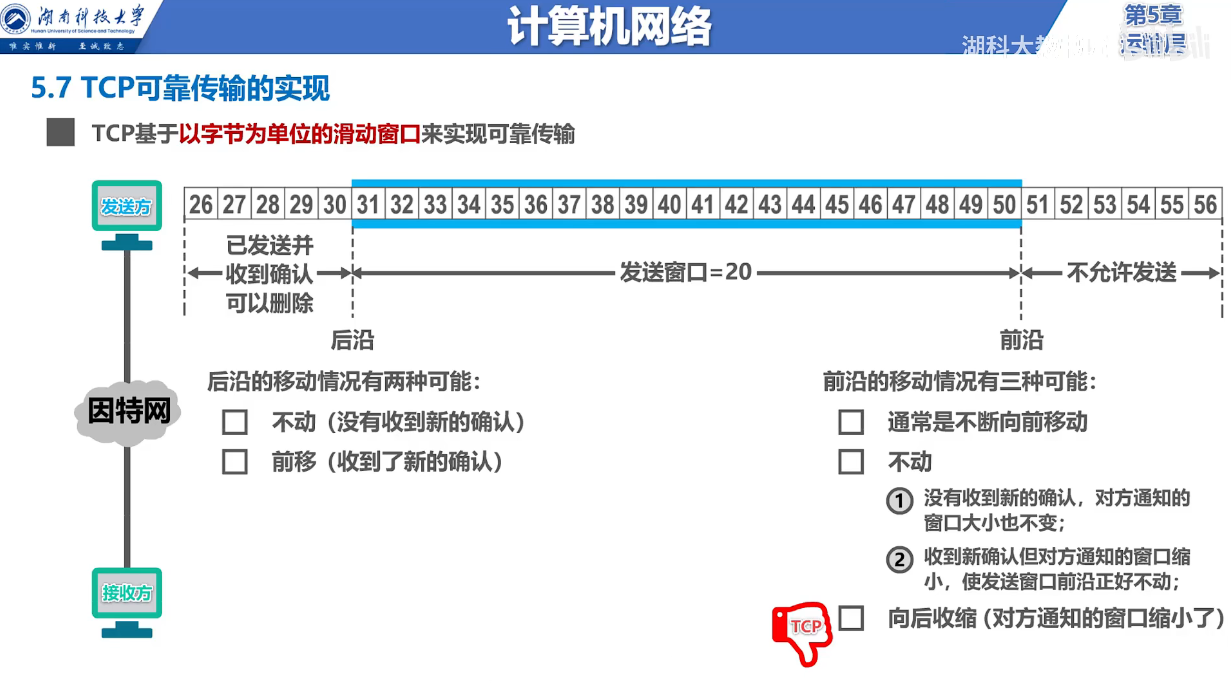 湖南科技大学
Hunan University of Science and Technology
唯实惟新 至诚致志
计算机网络
第5章
运输层
湖科大教
bili
5.7 TCP可靠传输的实现
TCP基于以字节为单位的滑动窗口来实现可靠传输
发送方
26 27 28 29 30 31 32 33 34 35 36 37 38 39 40 41 42 43 44 45 46 47 48 49 50 51 52 53 54 55 56
已发送并
收到确认
可以删除
发送窗口=20
不允许发送
后沿
前沿
后沿的移动情况有两种可能：
不动（没有收到新的确认）
前移（收到了新的确认）
前沿的移动情况有三种可能：
通常是不断向前移动
不动
1 没有收到新的确认，对方通知的
窗口大小也不变；
2 收到新确认但对方通知的窗口缩
小，使发送窗口前沿正好不动；
TCP
向后收缩（对方通知的窗口缩小了）
因特网
接收方